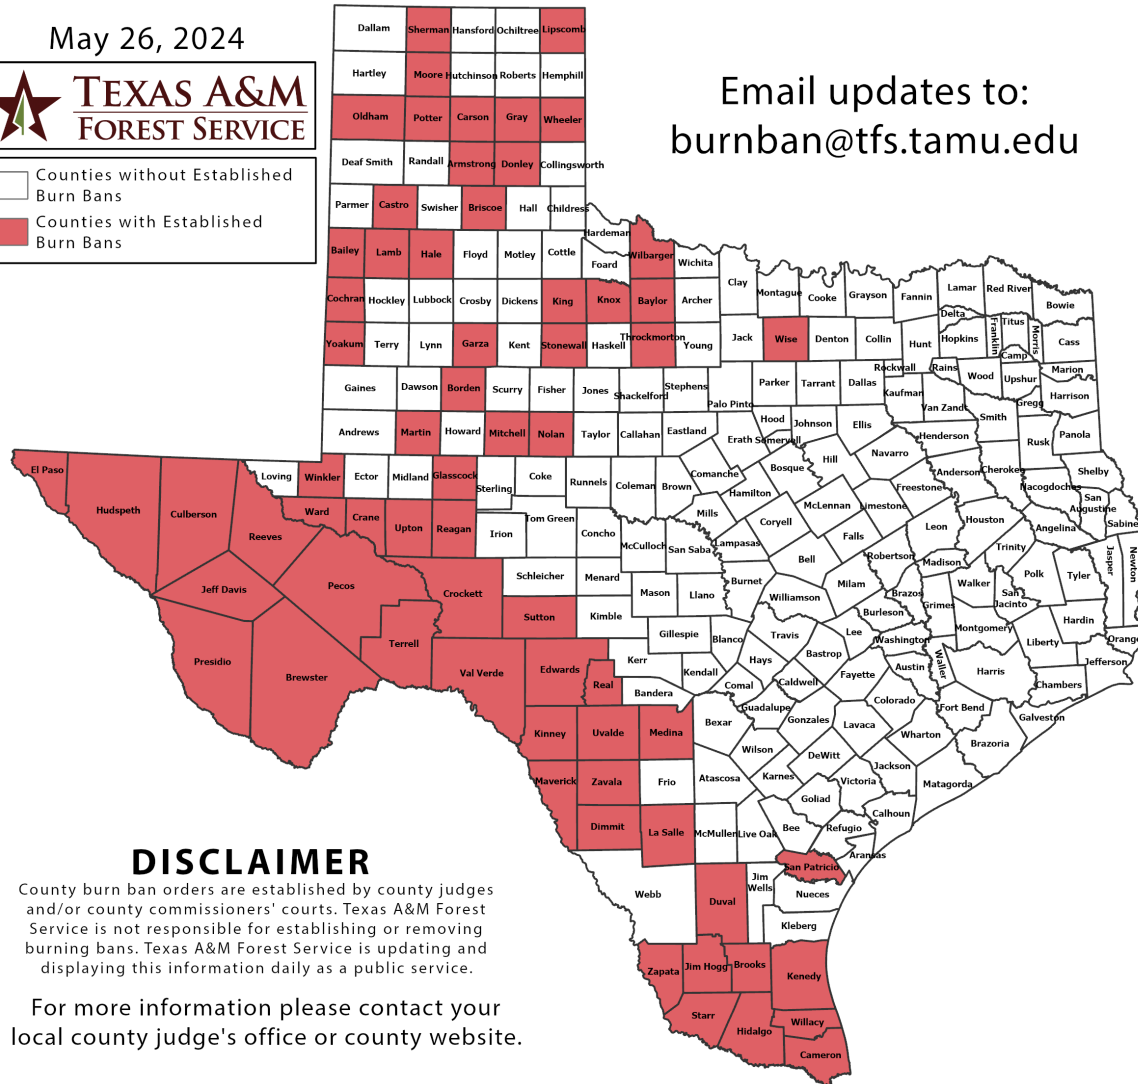 May 26, 2024
TEXAS A&M
FOREST SERVICE
Counties without Established
Burn Bans
Counties with Established
Burn Bans
Email updates to:
burnban@tfs.tamu.edu
Dallam Sherman Hansford Ochiltree Lipscomb
Hartley Moore Hutchinson Roberts Hemphill
Oldham Potter Carson Gray Wheeler
Deaf Smith Randall Armstrong Donley Collingsworth
Parmer Castro Swisher Briscoe Hall Childress
Hardeman
Bailey Lamb Hale Floyd Motley Cottle Foard Wilbarger Wichita
Cochran Hockley Lubbock Crosby Dickens King Knox Baylor Archer Clay Montague Cooke Grayson Fannin Lamar Red River Bowie
Delta Titus Franklin Morris
Yoakum Terry Lynn Garza Kent Stonewall Haskell Throckmorton Young Jack Wise Denton Collin Hunt Hopkins Cass
Camp
Rockwall Rains Marion
Gaines Dawson Borden Scurry Fisher Jones Shackelford Stephens Palo Pinto Parker Tarrant Dallas Kaufman Van Zandt Wood Upshur Gregg Harrison
Andrews Martin Howard Mitchell Nolan Taylor Callahan Eastland Erath Hood Somervell Johnson Ellis Henderson Smith Rusk Panola
El Paso Loving Winkler Ector Midland Glasscock Sterling Coke Runnels Coleman Brown Comanche Hamilton Bosque Hill Navarro Freestone Anderson Cherokee Nacogdoches Shelby
San
Augustine
Sabine
Hudspeth Culberson Reeves Ward Crane Upton Reagan Irion Tom Green Concho McCulloch San Saba Mills Lampasas Coryell McLennan Limestone Falls Leon Houston Angelina
Trinity
Jasper
Newton
Jeff Davis Pecos Crockett Schleicher Menard Mason Llano Burnet Bell Milam Robertson Madison Walker Polk Tyler
San
Jacinto
Brazos Grimes
Sutton Kimble Williamson Burleson Montgomery Hardin
Presidio Brewster Terrell Val Verde Edwards Real Kerr Gillespie Blanco Travis Lee Washington Liberty Orange
Kendall Hays Bastrop Fayette Austin Waller Harris Chambers Jefferson
Bandera Comal Caldwell Colorado
Kinney Uvalde Medina Bexar Guadalupe Gonzales Lavaca Wharton Fort Bend Brazoria Galveston
Maverick Zavala Frio Atascosa Wilson Karnes DeWitt Victoria Jackson Matagorda
Dimmit La Salle McMullen Live Oak Bee Goliad Refugio Calhoun
Aransas
San Patricio
Webb Duval
Jim
Wells
Nueces
Kleberg
Zapata Jim Hogg Brooks Kenedy
Starr Hidalgo Willacy
Cameron
DISCLAIMER
County burn ban orders are established by county judges
and/or county commissioners' courts. Texas A&M Forest
Service is not responsible for establishing or removing
burning bans. Texas A&M Forest Service is updating and
displaying this information daily as a public service.
For more information please contact your
local county judge's office or county website.